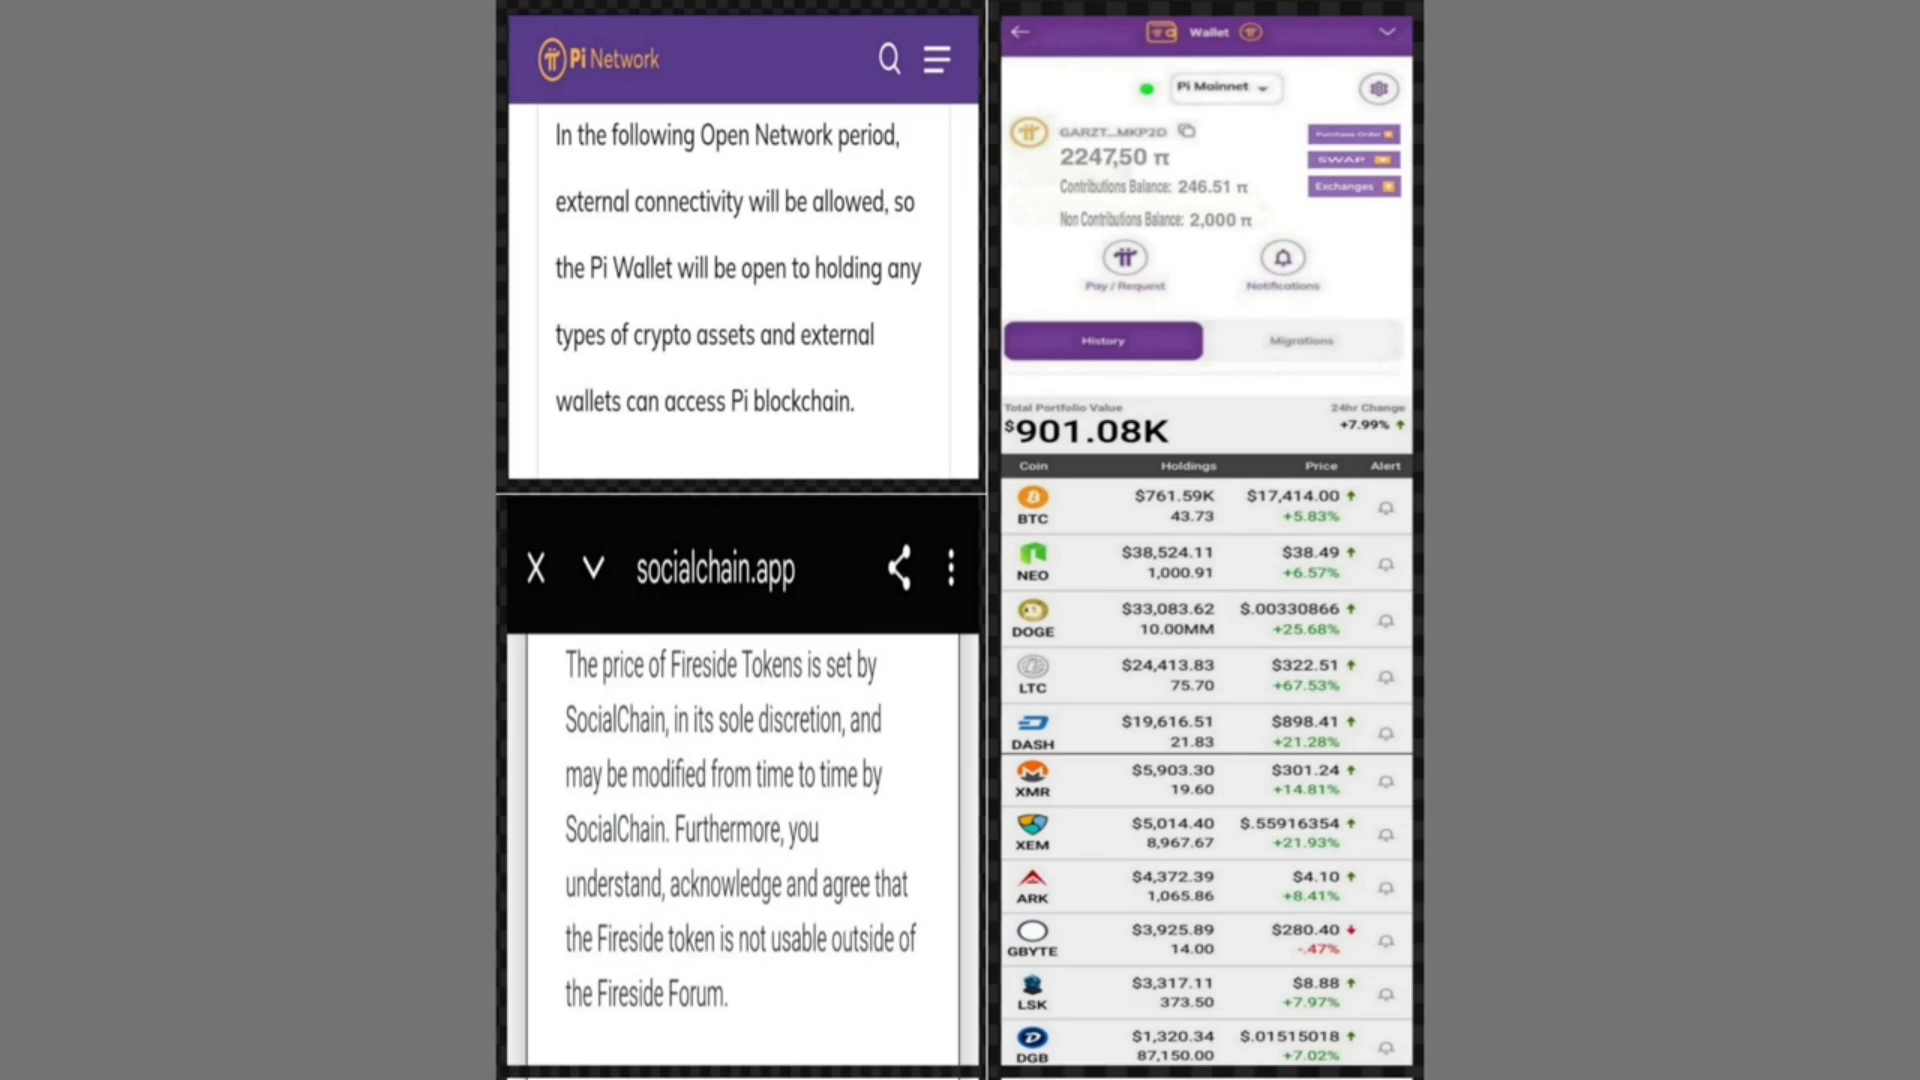 Pi Network
In the following Open Network period,
external connectivity will be allowed, so
the Pi Wallet will be open to holding any
types of crypto assets and external
wallets can access Pi blockchain.
socialchain.app
The price of Fireside Tokens is set by
SocialChain, in its sole discretion, and
may be modified from time to time by
SocialChain. Furthermore, you
understand, acknowledge and agree that
the Fireside token is not usable outside of
the Fireside Forum.
Wallet
Pi Mainnet
GARZT...MKP2D
2247,50 π
Purchase Order
SWAP
Exchanges
Contributions Balance: 246.51 π
Non Contributions Balance: 2,000 π
Pay / Request Notifications
History Migrations
Total Portfolio Value 24hr Change
$901.08K +7.99%
Coin Holdings Price Alert
BTC $761.59K $17,414.00
43.73 +5.83%
NEO $38,524.11 $38.49
1,000.91 +6.57%
DOGE $33,083.62 $.00330866
10.00MM +25.68%
LTC $24,413.83 $322.51
75.70 +67.53%
DASH $19,616.51 $898.41
21.83 +21.28%
XMR $5,903.30 $301.24
19.60 +14.81%
XEM $5,014.40 $.55916354
8,967.67 +21.93%
ARK $4,372.39 $4.10
1,065.86 +8.41%
GBYTE $3,925.89 $280.40
14.00 -.47%
LSK $3,317.11 $8.88
373.50 +7.97%
DGB $1,320.34 $.01515018
87,150.00 +7.02%